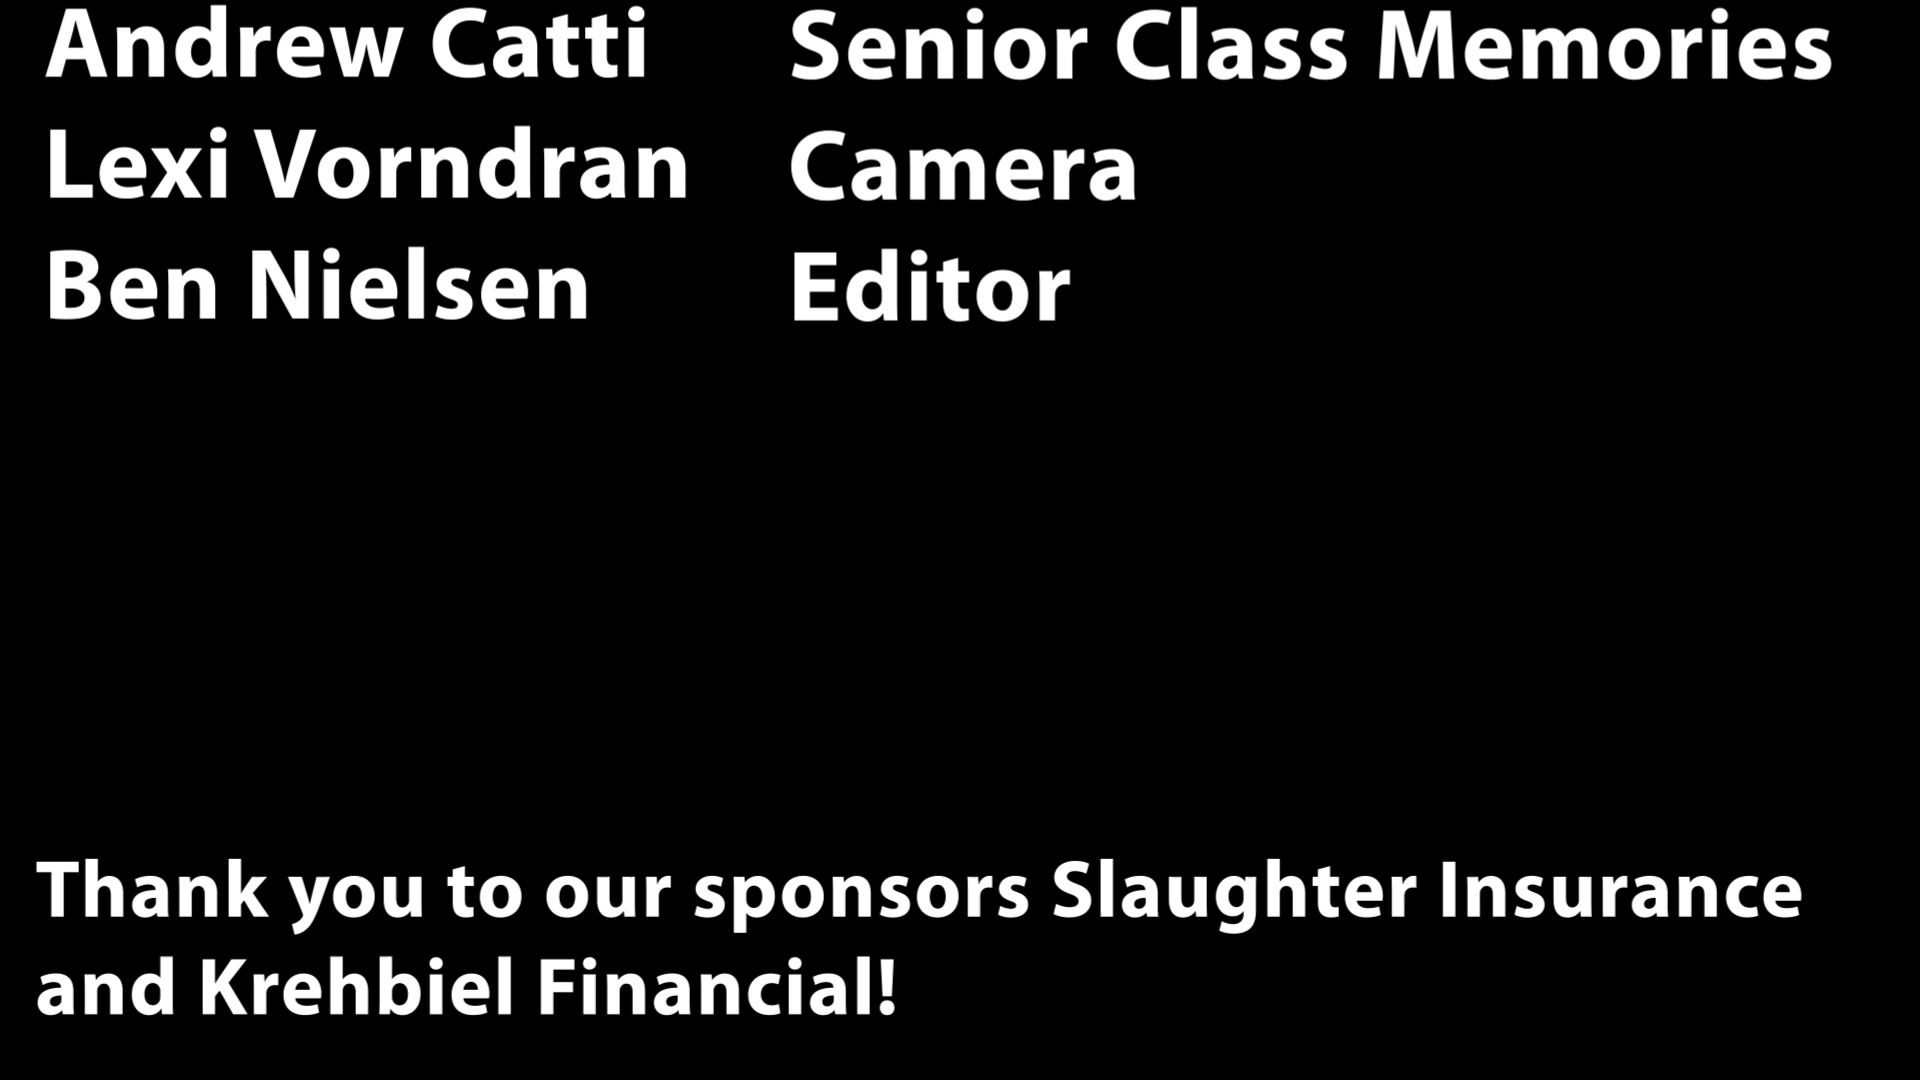 Andrew Catti Senior Class Memories
Lexi Vorndran Camera
Ben Nielsen Editor
Thank you to our sponsors Slaughter Insurance
and Krehbiel Financial!